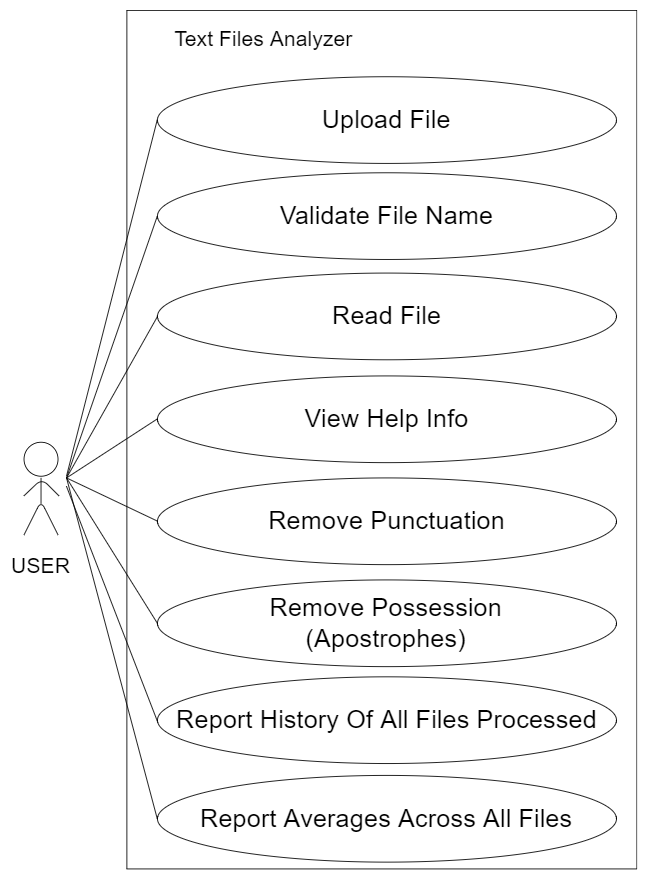 Text Files Analyzer
Upload File
Validate File Name
Read File
View Help Info
Remove Punctuation
USER
Remove Possession
(Apostrophes)
Report History Of All Files Processed
Report Averages Across All Files